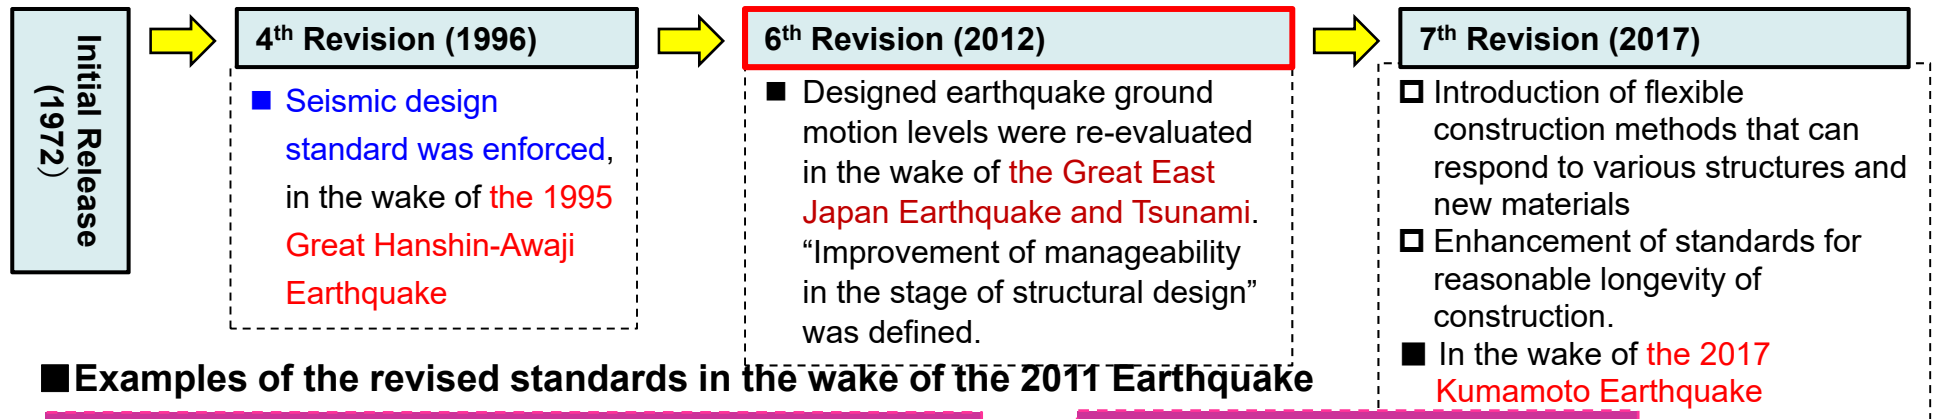 Initial Release
(1972)
4th Revision (1996)
■ Seismic design
standard was enforced,
in the wake of the 1995
Great Hanshin-Awaji
Earthquake
6th Revision (2012)
■ Designed earthquake ground
motion levels were re-evaluated
in the wake of the Great East
Japan Earthquake and Tsunami.
“Improvement of manageability
in the stage of structural design”
was defined.
7th Revision (2017)
□ Introduction of flexible
construction methods that can
respond to various structures and
new materials
□ Enhancement of standards for
reasonable longevity of
construction.
■ In the wake of the 2017
Kumamoto Earthquake
■Examples of the revised standards in the wake of the 2011 Earthquake